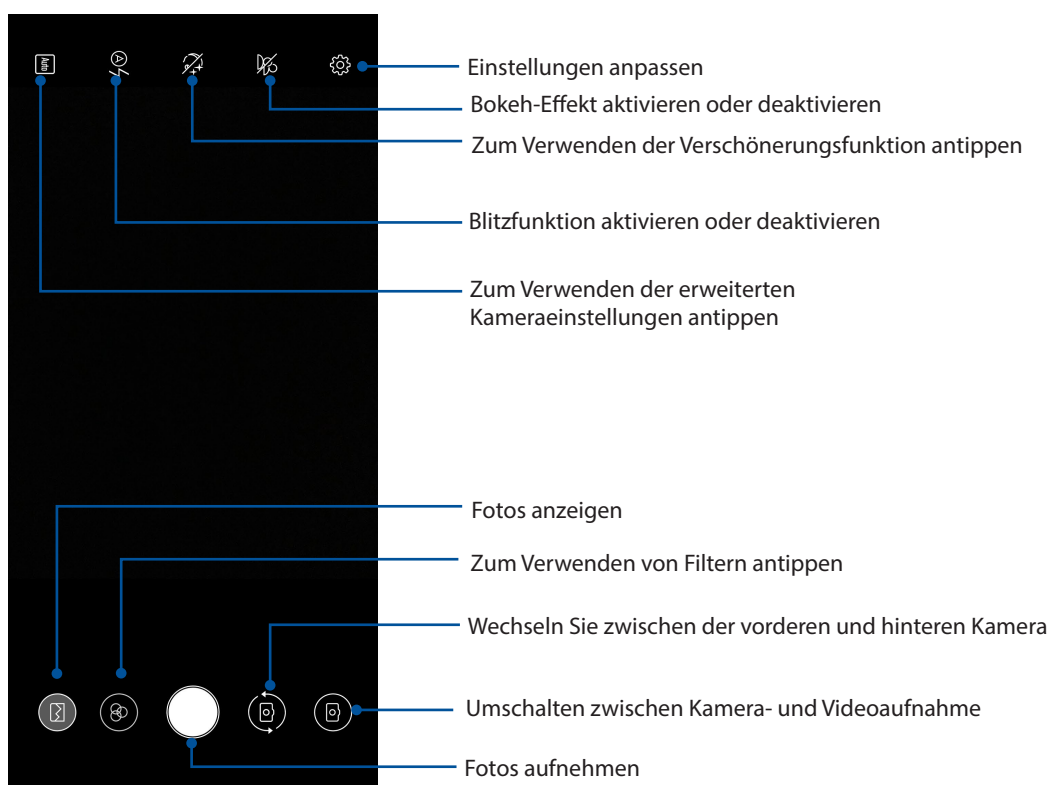 Auto
A
Einstellungen anpassen
Bokeh-Effekt aktivieren oder deaktivieren
Zum Verwenden der Verschönerungsfunktion antippen
Blitzfunktion aktivieren oder deaktivieren
Zum Verwenden der erweiterten
Kameraeinstellungen antippen
Fotos anzeigen
Zum Verwenden von Filtern antippen
Wechseln Sie zwischen der vorderen und hinteren Kamera
Umschalten zwischen Kamera- und Videoaufnahme
Fotos aufnehmen